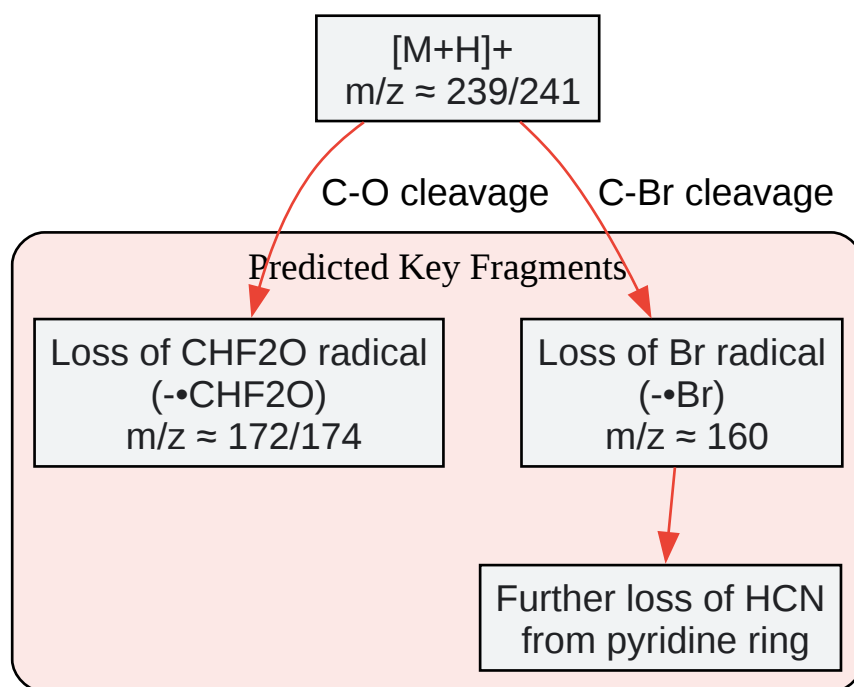 [M+H]+
m/z ≈ 239/241
C-O cleavage
C-Br cleavage
Predicted Key Fragments
Loss of CHF2O radical
(-•CHF2O)
m/z ≈ 172/174
Loss of Br radical
(-•Br)
m/z ≈ 160
Further loss of HCN
from pyridine ring